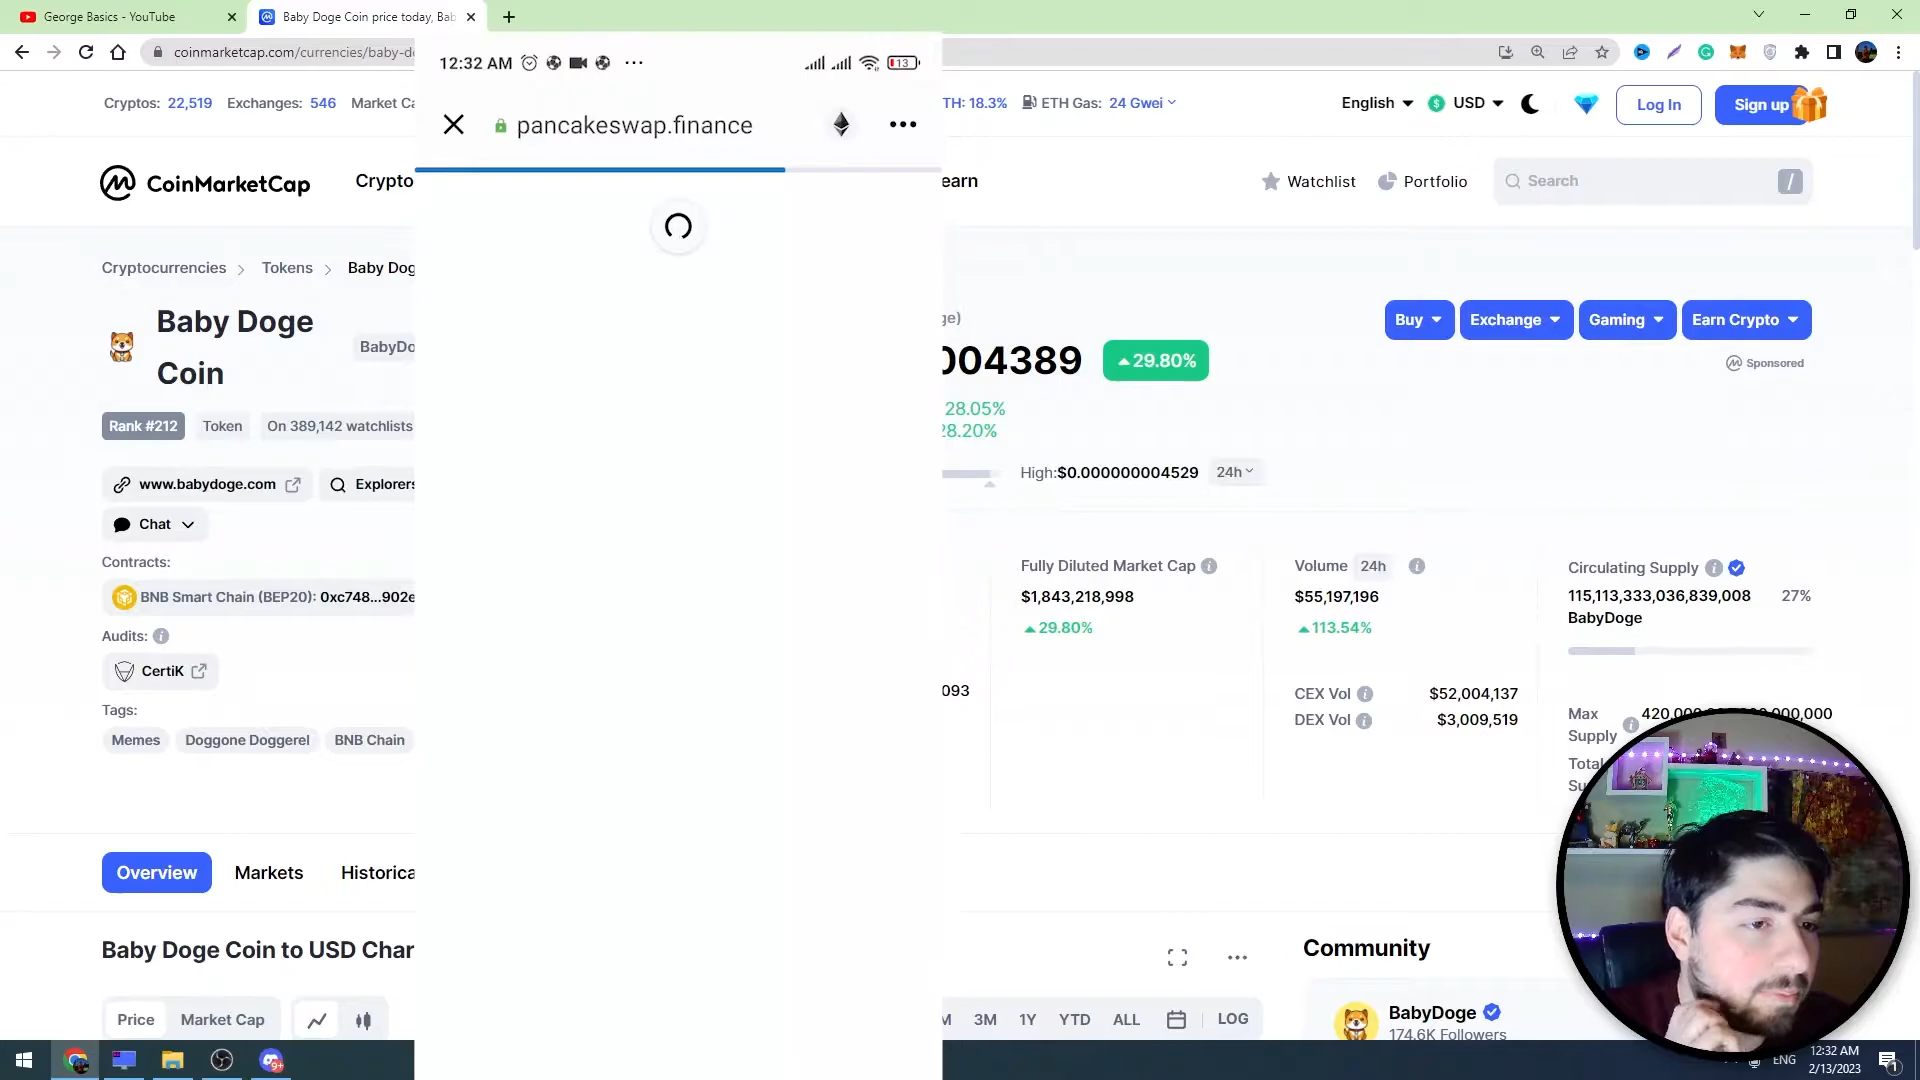 George Basics - YouTube
Baby Doge Coin price today, Bab
coinmarketcap.com/currencies/baby-d
12:32 AM
13
pancakeswap.finance
Cryptos: 22,519 Exchanges: 546 Market Ca
TH: 18.3% ETH Gas: 24 Gwei
English USD Log In Sign up
CoinMarketCap Crypto
earn
Watchlist Portfolio Search /
Cryptocurrencies Tokens Baby Dog
Baby Doge
Coin
BabyDo
ge)
004389 29.80%
28.05%
28.20%
Buy Exchange Gaming Earn Crypto
Sponsored
Rank #212 Token On 389,142 watchlists
High:$0.000000004529 24h
www.babydoge.com Explorers
Chat
Contracts:
BNB Smart Chain (BEP20): 0xc748...902e
Audits:
CertiK
Tags:
Memes Doggone Doggerel BNB Chain
Fully Diluted Market Cap
$1,843,218,998
29.80%
093
Volume 24h
$55,197,196
113.54%
CEX Vol $52,004,137
DEX Vol $3,009,519
Circulating Supply
115,113,333,036,839,008 27%
BabyDoge
Max
Supply
Total
Overview Markets Historica
Baby Doge Coin to USD Char
Price Market Cap
3M 1Y YTD ALL LOG
Community
BabyDoge
174.6K Followers
9+
ENG
12:32 AM
2/13/2023
1